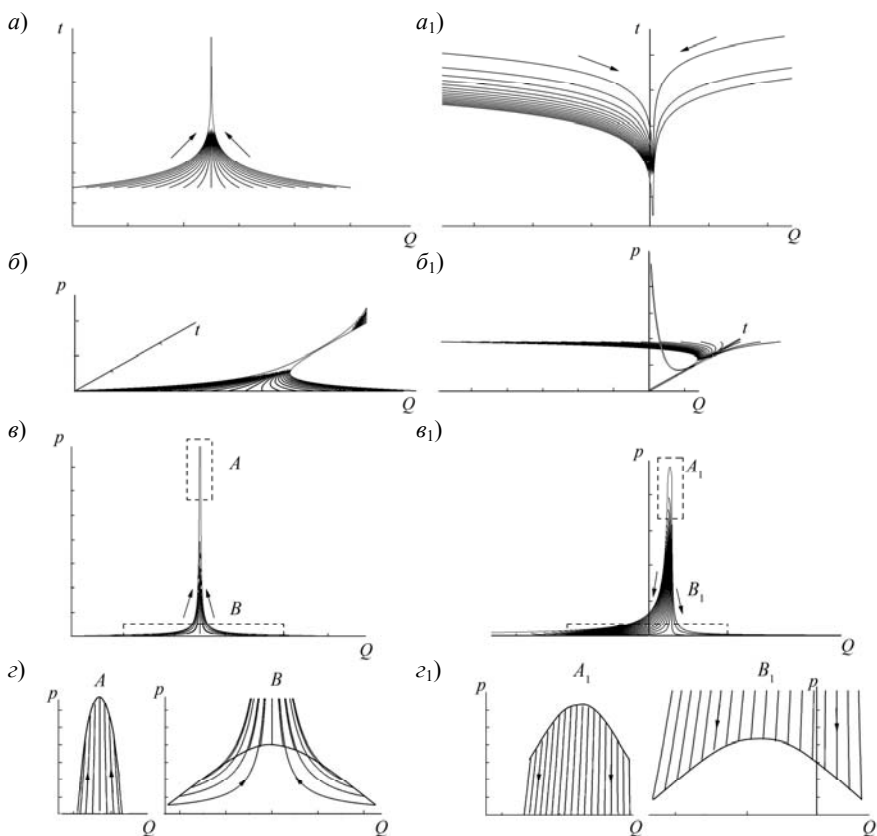 а) а₁)
t t
Q Q
б) б₁)
p p
t t
Q Q
в) в₁)
p A p A₁
B B₁
Q Q
г) A B г₁) A₁ B₁
p p p p
Q Q Q Q